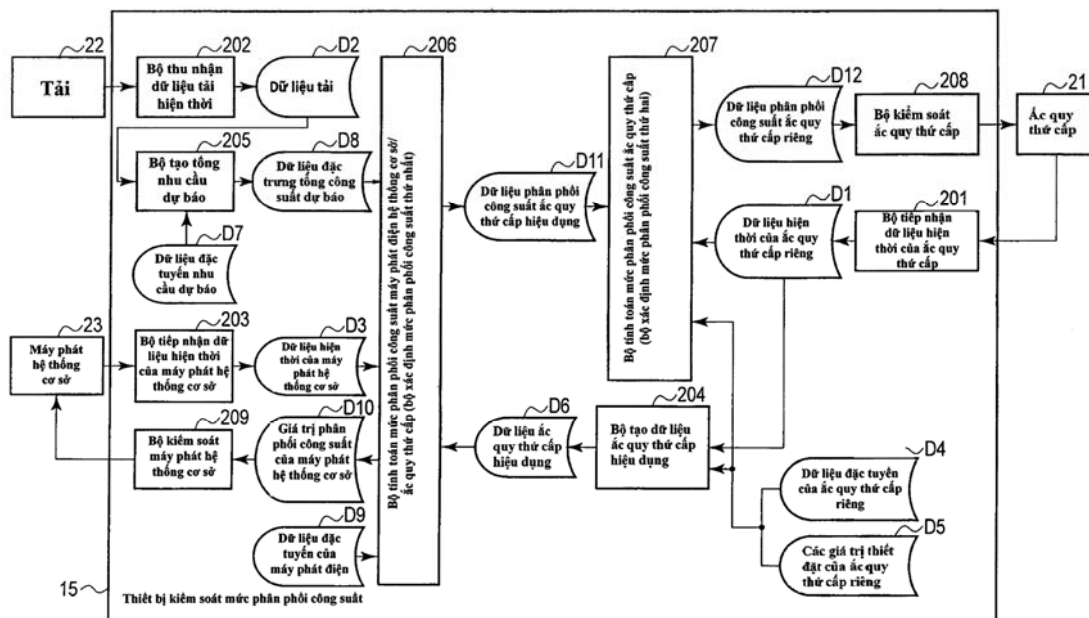 22
Tải
202
Bộ thu nhận
dữ liệu tải
hiện thời
D2
Dữ liệu tải
205
Bộ tạo tổng
nhu cầu
dự báo
D8
Dữ liệu đặc
trưng tổng công
suất dự báo
D7
Dữ liệu đặc
tuyến nhu
cầu dự báo
23
Máy phát
hệ thống
cơ sở
203
Bộ tiếp nhận dữ
liệu hiện thời
của máy phát
hệ thống cơ sở
D3
Dữ liệu hiện
thời của máy
phát hệ
thống cơ sở
209
Bộ kiểm soát
máy phát hệ
thống cơ sở
D10
Giá trị phân
phối công suất
của máy phát
hệ thống cơ sở
D9
Dữ liệu đặc
tuyến của
máy phát điện
206
Bộ tính toán mức phân phối công suất máy phát điện hệ thống cơ sở/
ắc quy thứ cấp (bộ xác định mức phân phối công suất thứ nhất)
D11
Dữ liệu phân phối
công suất ắc quy
thứ cấp hiệu dụng
207
Bộ tính toán mức phân phối công suất ắc quy thứ cấp
(bộ xác định mức phân phối công suất thứ hai)
D12
Dữ liệu phân phối
công suất ắc quy
thứ cấp riêng
208
Bộ kiểm soát
ắc quy thứ cấp
21
Ắc quy
thứ cấp
D1
Dữ liệu hiện
thời của ắc quy
thứ cấp riêng
201
Bộ tiếp nhận
dữ liệu hiện
thời của ắc quy
thứ cấp
D6
Dữ liệu ắc
quy thứ cấp
hiệu dụng
204
Bộ tạo dữ liệu
ắc quy thứ cấp
hiệu dụng
D4
Dữ liệu đặc tuyến
của ắc quy thứ cấp
riêng
D5
Các giá trị thiết
đặt của ắc quy
thứ cấp riêng
15
Thiết bị kiểm soát mức phân phối công suất